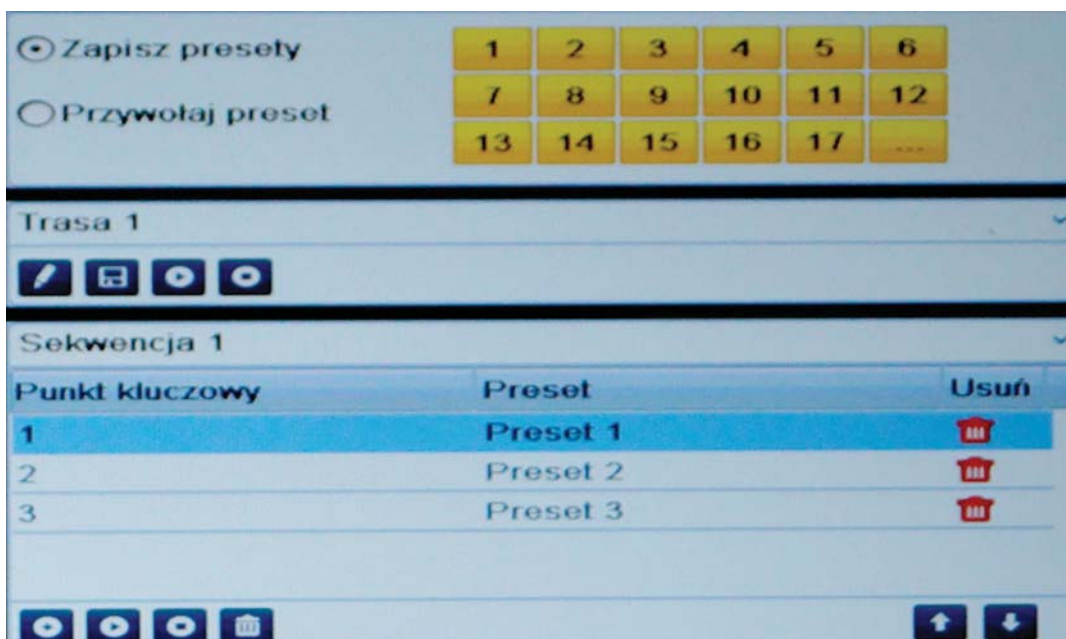 Zapisz presety
1 2 3 4 5 6
Przywołaj preset
7 8 9 10 11 12
13 14 15 16 17 ...
Trasa 1
Sekwencja 1
Punkt kluczowy Preset Usuń
1 Preset 1
2 Preset 2
3 Preset 3